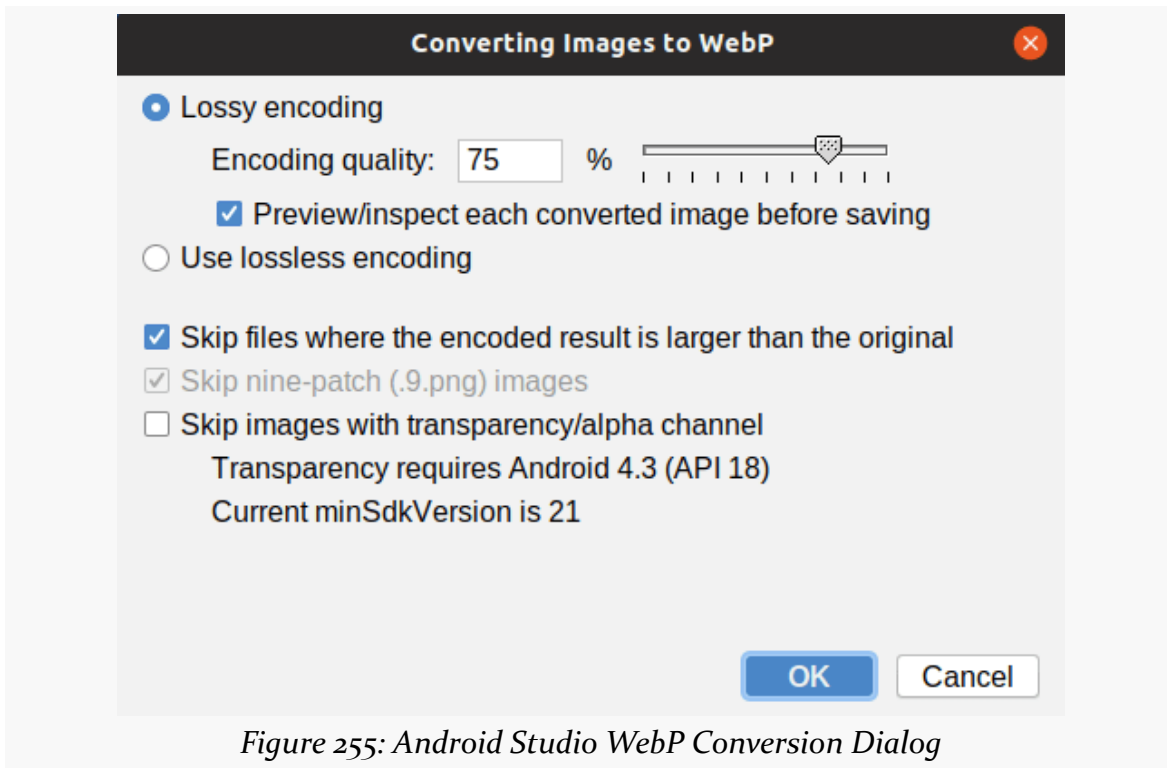 Converting Images to WebP
Lossy encoding
Encoding quality: 75 %
Preview/inspect each converted image before saving
Use lossless encoding
Skip files where the encoded result is larger than the original
Skip nine-patch (.9.png) images
Skip images with transparency/alpha channel
Transparency requires Android 4.3 (API 18)
Current minSdkVersion is 21
OK Cancel
Figure 255: Android Studio WebP Conversion Dialog